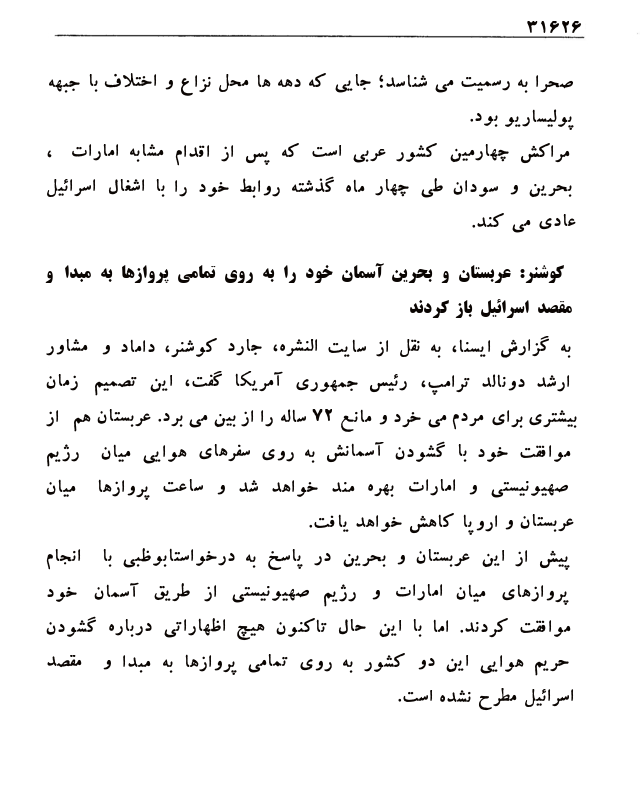 ۳۱۶۲۶
صحرا به رسمیت می شناسد؛ جایی که دهه ها محل نزاع و اختلاف با جبهه
پولیساریو بود.
مراکش چهارمین کشور عربی است که پس از اقدام مشابه امارات ،
بحرین و سودان طی چهار ماه گذشته روابط خود را با اشغال اسرائیل
عادی می کند.
کوشنر: عربستان و بحرین آسمان خود را به روی تمامی پروازها به مبدا و
مقصد اسرائیل باز کردند
به گزارش ایسنا، به نقل از سایت النشره، جارد کوشنر، داماد و مشاور
ارشد دونالد ترامپ، رئیس جمهوری آمریکا گفت، این تصمیم زمان
بیشتری برای مردم می خرد و مانع ۷۲ ساله را از بین می برد. عربستان هم از
موافقت خود با گشودن آسمانش به روی سفرهای هوایی میان رژیم
صهیونیستی و امارات بهره مند خواهد شد و ساعت پروازها میان
عربستان و اروپا کاهش خواهد یافت.
پیش از این عربستان و بحرین در پاسخ به درخواستابوظبی با انجام
پروازهای میان امارات و رژیم صهیونیستی از طریق آسمان خود
موافقت کردند. اما با این حال تاکنون هیچ اظهاراتی درباره گشودن
حریم هوایی این دو کشور به روی تمامی پروازها به مبدا و مقصد
اسرائیل مطرح نشده است.